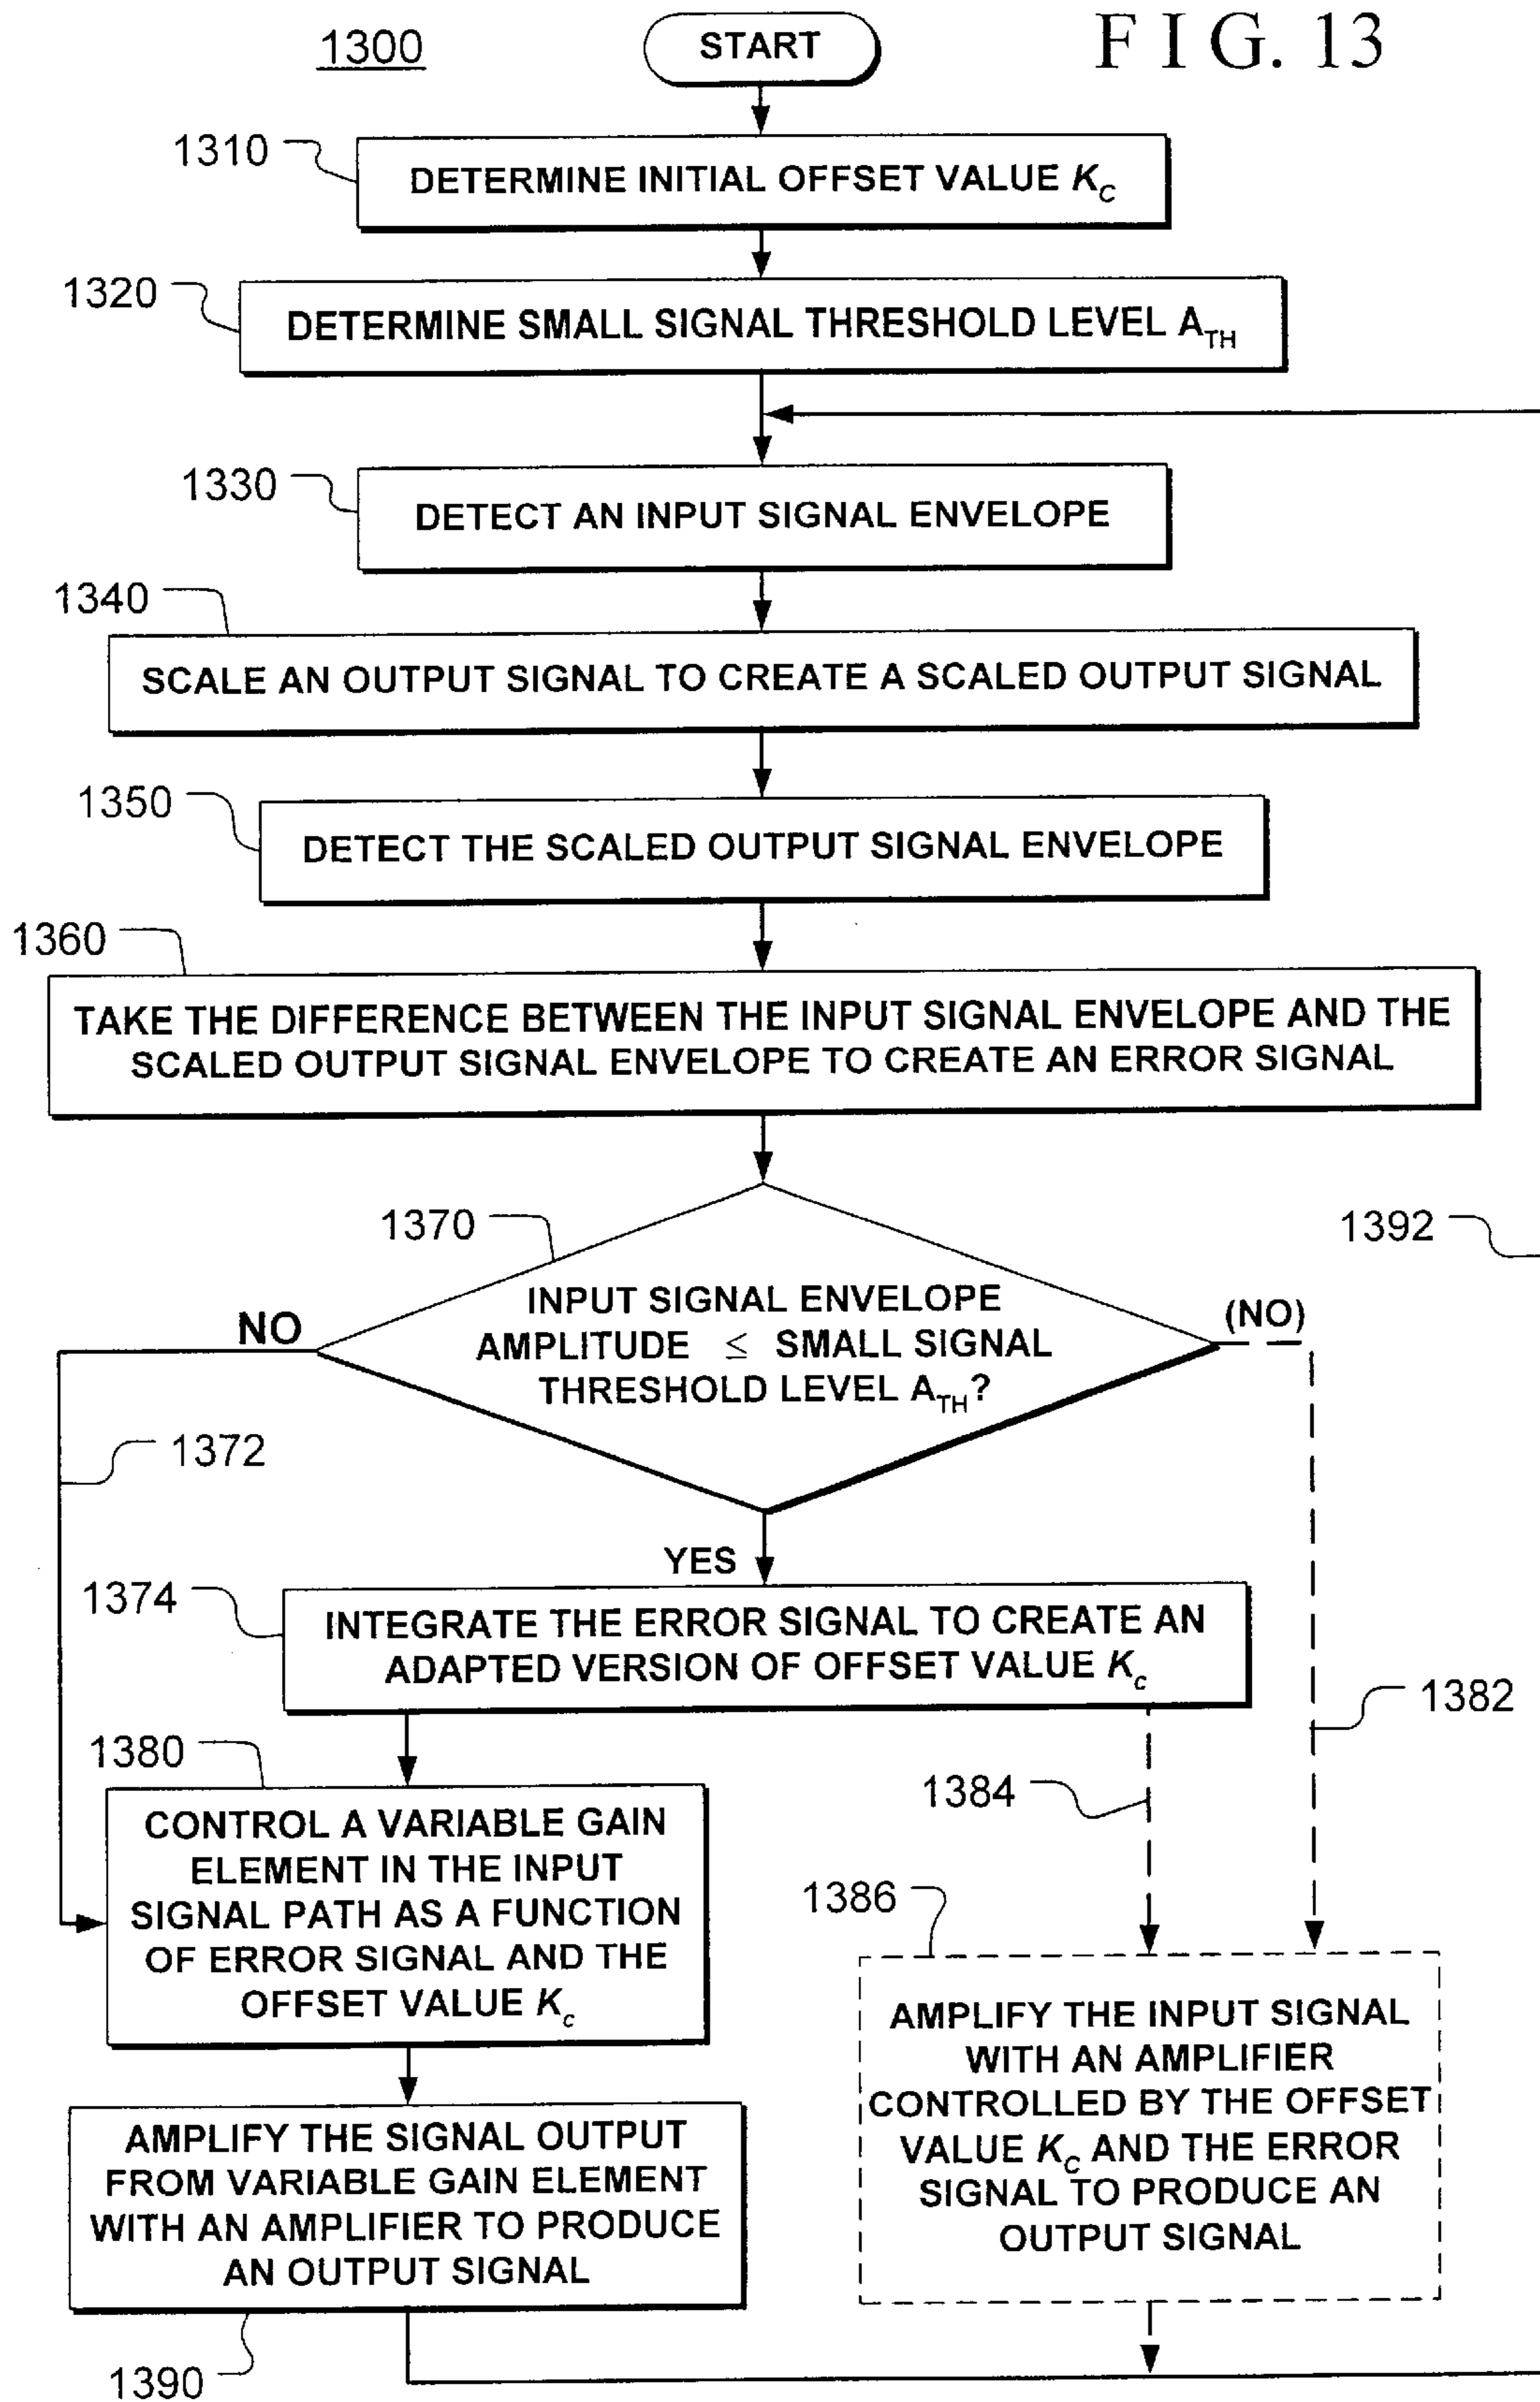 1300
START
F I G. 13
1310
DETERMINE INITIAL OFFSET VALUE KC
1320
DETERMINE SMALL SIGNAL THRESHOLD LEVEL ATH
1330
DETECT AN INPUT SIGNAL ENVELOPE
1340
SCALE AN OUTPUT SIGNAL TO CREATE A SCALED OUTPUT SIGNAL
1350
DETECT THE SCALED OUTPUT SIGNAL ENVELOPE
1360
TAKE THE DIFFERENCE BETWEEN THE INPUT SIGNAL ENVELOPE AND THE
SCALED OUTPUT SIGNAL ENVELOPE TO CREATE AN ERROR SIGNAL
1370
1392
INPUT SIGNAL ENVELOPE
AMPLITUDE ≤ SMALL SIGNAL
THRESHOLD LEVEL ATH?
NO
(NO)
1372
YES
1374
INTEGRATE THE ERROR SIGNAL TO CREATE AN
ADAPTED VERSION OF OFFSET VALUE Kc
1382
1380
1384
CONTROL A VARIABLE GAIN
ELEMENT IN THE INPUT
SIGNAL PATH AS A FUNCTION
OF ERROR SIGNAL AND THE
OFFSET VALUE Kc
1386
AMPLIFY THE INPUT SIGNAL
WITH AN AMPLIFIER
CONTROLLED BY THE OFFSET
VALUE KC AND THE ERROR
SIGNAL TO PRODUCE AN
OUTPUT SIGNAL
AMPLIFY THE SIGNAL OUTPUT
FROM VARIABLE GAIN ELEMENT
WITH AN AMPLIFIER TO PRODUCE
AN OUTPUT SIGNAL
1390